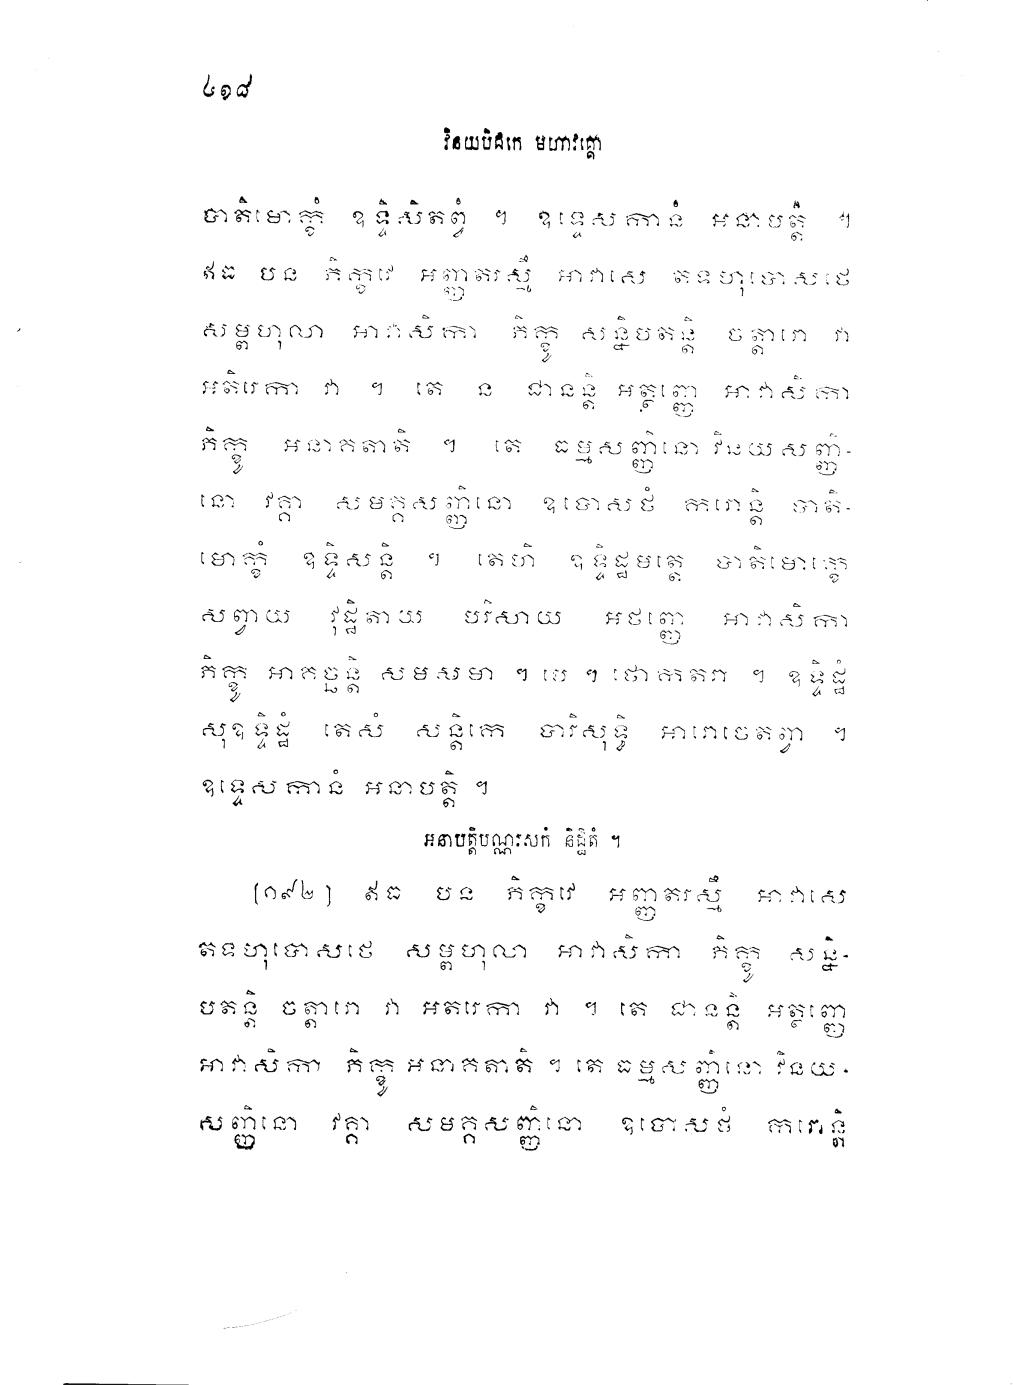 ៤១៨
វិនយបិដកេ មហាវគ្គោ
បាតិមោក្ខំ ឧទ្ទិសិតព្វំ ។ ឧទ្ទេសកានំ អនាបត្តិ ។
ឥធ បន ភិក្ខវេ អញ្ញតរស្មឹ អាវាសេ តទហុបោសថេ
សម្ពហុលា អាវាសិកា ភិក្ខូ សន្និបតន្តិ ចត្តារោ វា
អតិរេកា វា ។ តេ ន ជានន្តិ អត្ថញ្ញេ អាវាសិកា
ភិក្ខូ អនាគតាតិ ។ តេ ធម្មសញ្ញិនោ វិនយសញ្ញិ-
នោ វគ្គា សមគ្គសញ្ញិនោ ឧបោសថំ ករោន្តិ បាតិ-
មោក្ខំ ឧទ្ទិសន្តិ ។ តេហិ ឧទ្ទិដ្ឋមត្តេ បាតិមោក្ខេ
សព្វាយ វុដ្ឋិតាយ បរិសាយ អថញ្ញេ អាវាសិកា
ភិក្ខូ អាគច្ឆន្តិ សមសមា ។បេ។ ថោកតរា ។ ឧទ្ទិដ្ឋំ
សុឧទ្ទិដ្ឋំ តេសំ សន្តិកេ បារិសុទ្ធិ អារោចេតព្វា ។
ឧទ្ទេសកានំ អនាបត្តិ ។
អនាបត្តិបណ្ណរសកំ និដ្ឋិតំ ។
[១៩២] ឥធ បន ភិក្ខវេ អញ្ញតរស្មឹ អាវាសេ
តទហុបោសថេ សម្ពហុលា អាវាសិកា ភិក្ខូ សន្និ-
បតន្តិ ចត្តារោ វា អតរេកា វា ។ តេ ជានន្តិ អត្ថញ្ញេ
អាវាសិកា ភិក្ខូ អនាគតាតិ ។ តេ ធម្មសញ្ញិនោ វិនយ-
សញ្ញិនោ វគ្គា សមគ្គសញ្ញិនោ ឧបោសថំ ករោន្តិ